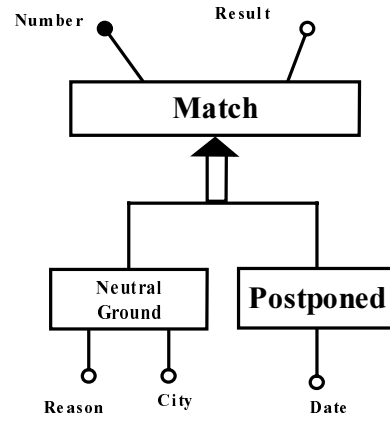 Number
Result
Match
Neutral
Ground
Postponed
Reason
City
Date